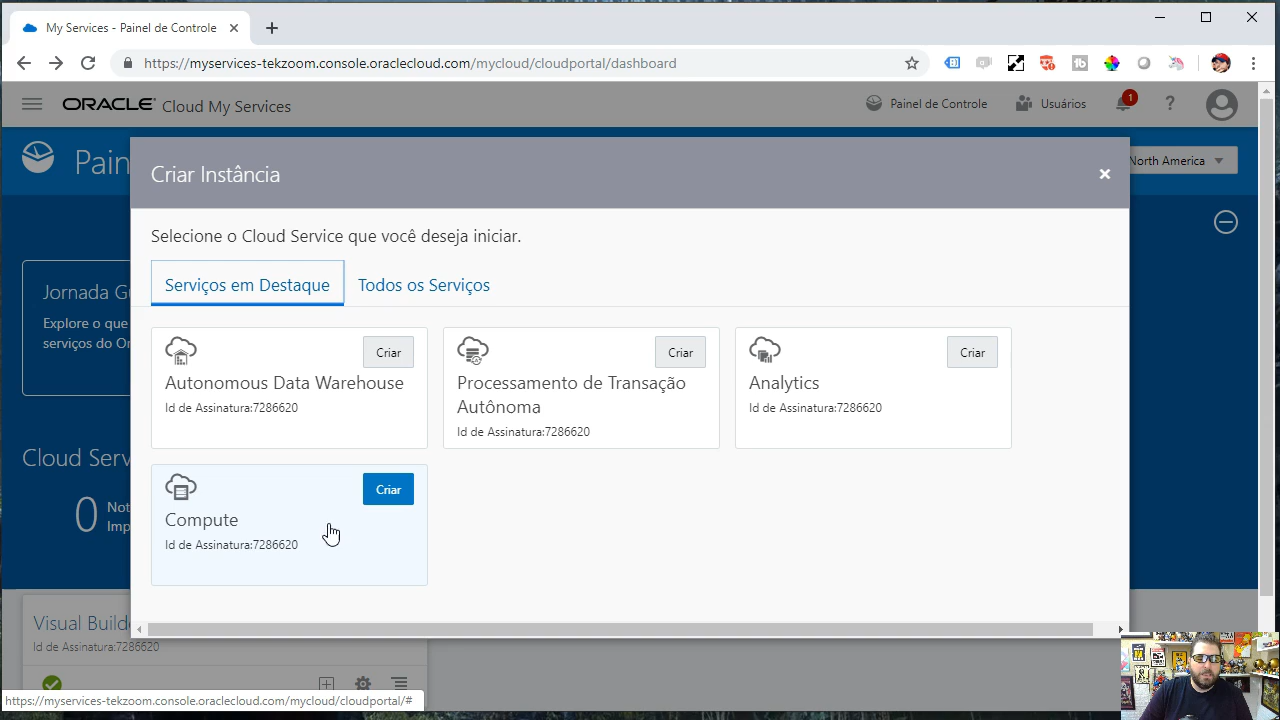 My Services - Painel de Controle
https://myservices-tekzoom.console.oraclecloud.com/mycloud/cloudportal/dashboard
ORACLE Cloud My Services
Painel de Controle
Usuários
1
?
Pain
North America
Criar Instância
Selecione o Cloud Service que você deseja iniciar.
Serviços em Destaque
Todos os Serviços
Jornada G
Explore o que
serviços do Or
Criar
Autonomous Data Warehouse
Id de Assinatura:7286620
Criar
Processamento de Transação
Autônoma
Id de Assinatura:7286620
Criar
Analytics
Id de Assinatura:7286620
Cloud Serv
0
Not
Imp
Criar
Compute
Id de Assinatura:7286620
Visual Build
Id de Assinatura:7286620
https://myservices-tekzoom.console.oraclecloud.com/mycloud/cloudportal/#